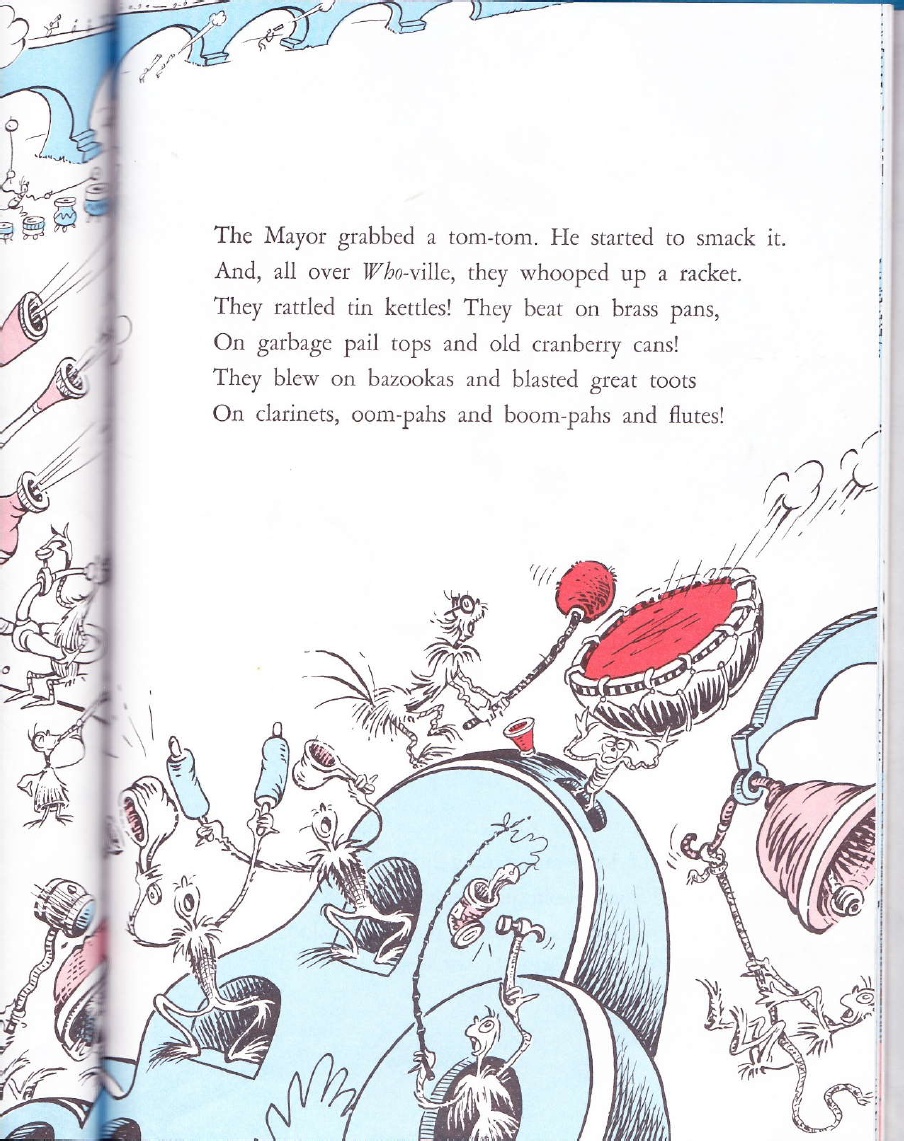 The Mayor grabbed a tom-tom. He started to smack it.
And, all over Who-ville, they whooped up a racket.
They rattled tin kettles! They beat on brass pans,
On garbage pail tops and old cranberry cans!
They blew on bazookas and blasted great toots
On clarinets, oom-pahs and boom-pahs and flutes!